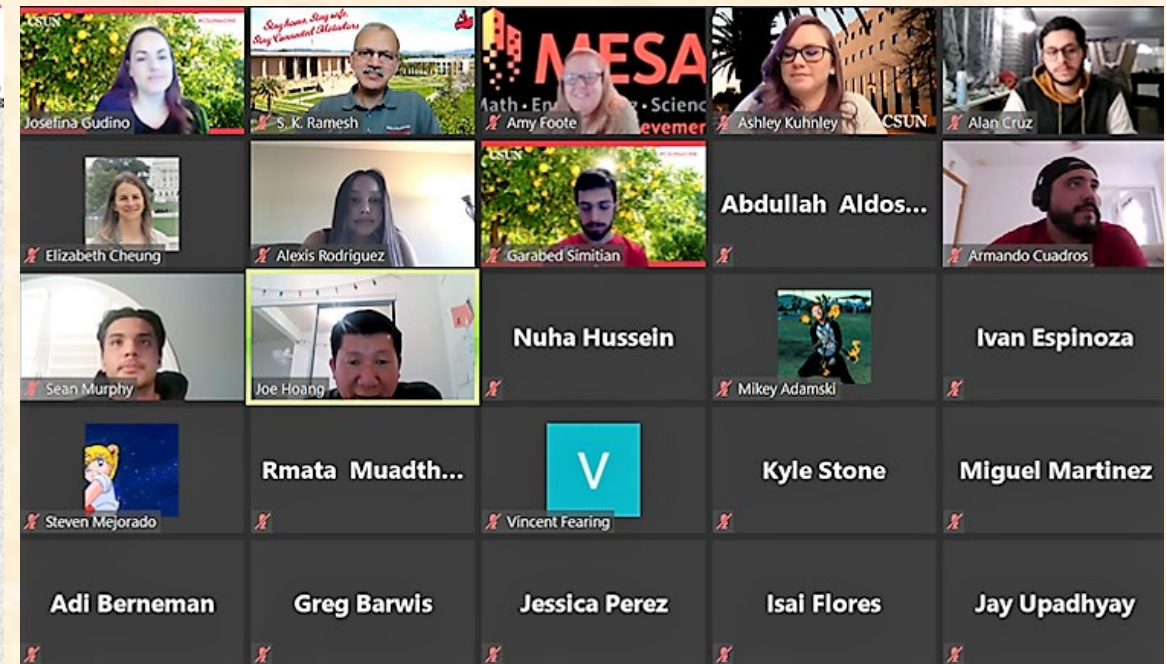 CSUN
#CSUNASONE
Josefina Gudino
Stay home, Stay safe,
Stay Connected Matadors
S. K. Ramesh
MESA
Math
Science
Amy Foote
CSUN
Ashley Kuhnley
Alan Cruz
Elizabeth Cheung
Alexis Rodriguez
CSUN
Garabed Simitian
Abdullah Aldos...
Armando Cuadros
Sean Murphy
Joe Hoang
Nuha Hussein
Mikey Adamski
Ivan Espinoza
Steven Mejorado
Rmata Muadth...
V
Vincent Fearing
Kyle Stone
Miguel Martinez
Adi Berneman
Greg Barwis
Jessica Perez
Isai Flores
Jay Upadhyay